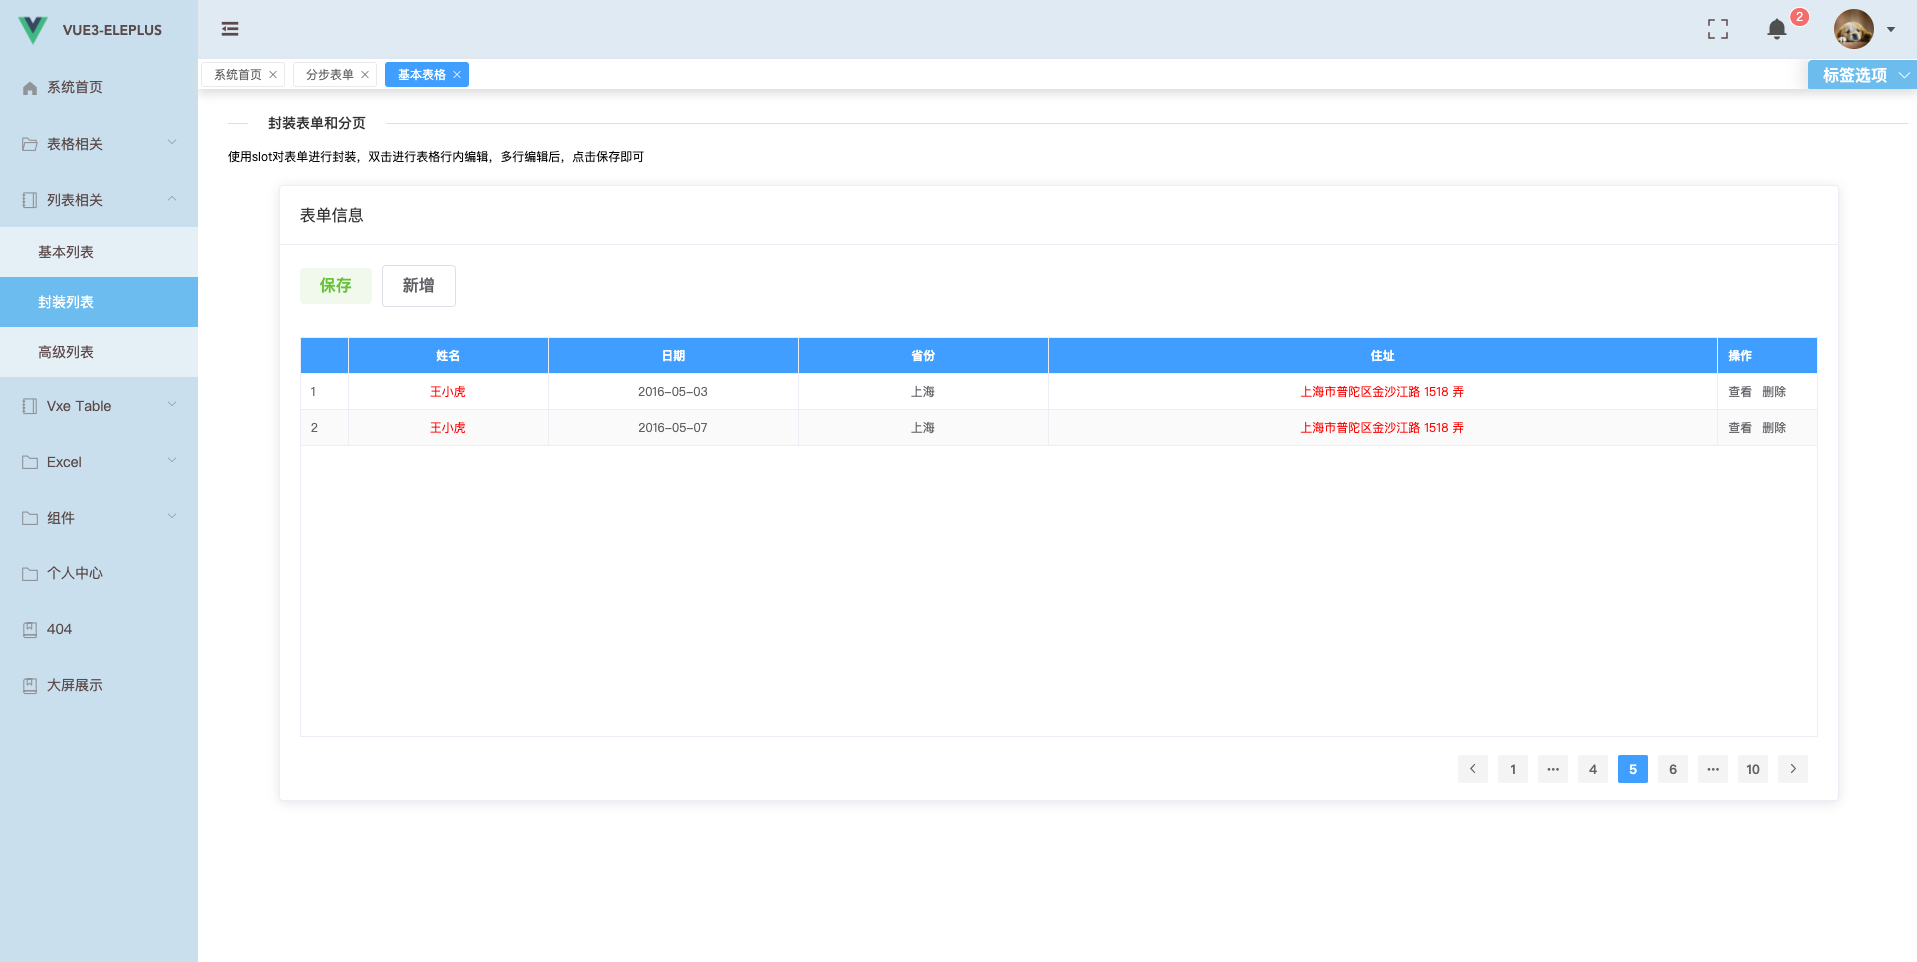 VUE3-ELEPLUS
2
系统首页
表格相关
列表相关
基本列表
封装列表
高级列表
Vxe Table
Excel
组件
个人中心
404
大屏展示
系统首页 分步表单 基本表格 标签选项
封装表单和分页
使用slot对表单进行封装，双击进行表格行内编辑，多行编辑后，点击保存即可
表单信息
保存 新增
姓名 日期 省份 住址 操作
1 王小虎 2016-05-03 上海 上海市普陀区金沙江路 1518 弄 查看 删除
2 王小虎 2016-05-07 上海 上海市普陀区金沙江路 1518 弄 查看 删除
1 ··· 4 5 6 ··· 10